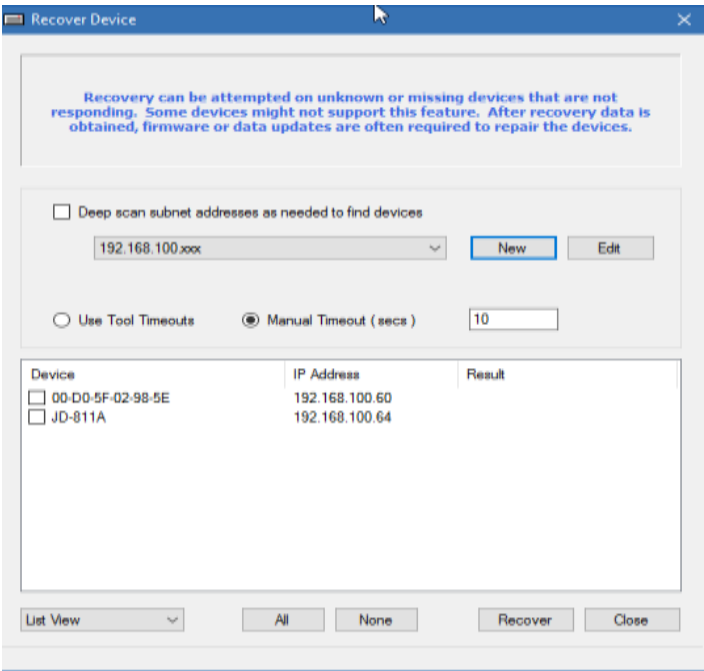 Recover Device
Recovery can be attempted on unknown or missing devices that are not
responding. Some devices might not support this feature. After recovery data is
obtained, firmware or data updates are often required to repair the devices.
Deep scan subnet addresses as needed to find devices
192.168.100.xxx
New
Edit
Use Tool Timeouts
Manual Timeout ( secs )
10
Device IP Address Result
00-D0-5F-02-98-5E 192.168.100.60
JD-811A 192.168.100.64
List View
All
None
Recover
Close